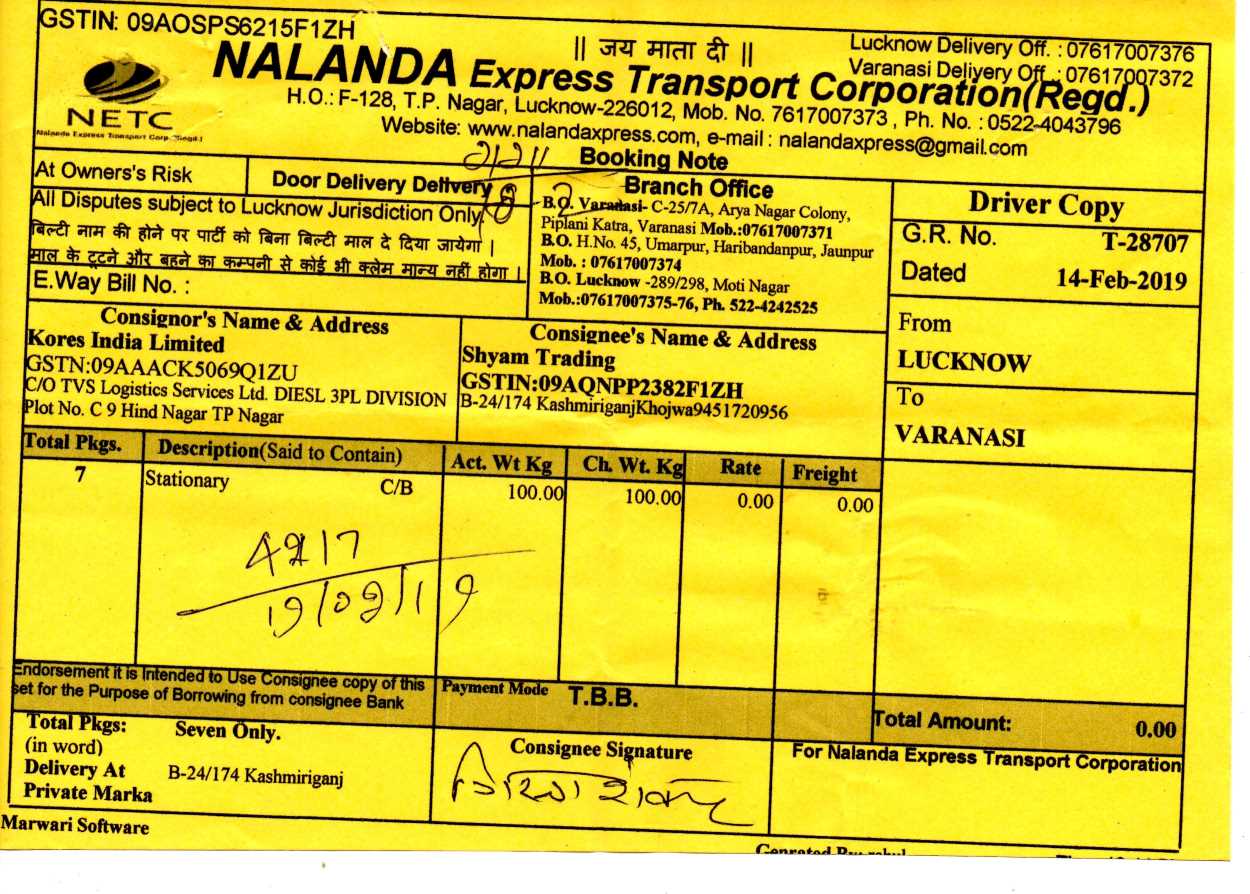 GSTIN: 09AOSPS6215F1ZH
|| जय माता दी ||
Lucknow Delivery Off. : 07617007376
Varanasi Delivery Off. : 07617007372
NALANDA Express Transport Corporation(Regd.)
NETC
Nalanda Express Transport Corp. (Regd.)
H.O.: F-128, T.P. Nagar, Lucknow-226012, Mob. No. 7617007373 , Ph. No. : 0522-4043796
Website: www.nalandaxpress.com, e-mail : nalandaxpress@gmail.com
Booking Note
At Owners's Risk
Door Delivery Delivery
All Disputes subject to Lucknow Jurisdiction Only.
बिल्टी नाम की होने पर पार्टी को बिना बिल्टी माल दे दिया जायेगा |
माल के टूटने और बहने का कम्पनी से कोई भी क्लेम मान्य नहीं होगा |
E.Way Bill No. :
Branch Office
B.O. Varadasi- C-25/7A, Arya Nagar Colony,
Piplani Katra, Varanasi Mob.:07617007371
B.O. H.No. 45, Umarpur, Haribandanpur, Jaunpur
Mob. : 07617007374
B.O. Lucknow -289/298, Moti Nagar
Mob.:07617007375-76, Ph. 522-4242525
Driver Copy
G.R. No. T-28707
Dated 14-Feb-2019
From
LUCKNOW
To
VARANASI
Consignor's Name & Address
Kores India Limited
GSTN:09AAACK5069Q1ZU
C/O TVS Logistics Services Ltd. DIESL 3PL DIVISION
Plot No. C 9 Hind Nagar TP Nagar
Consignee's Name & Address
Shyam Trading
GSTIN:09AQNPP2382F1ZH
B-24/174 KashmiriganjKhojwa9451720956
Total Pkgs. Description(Said to Contain) Act. Wt Kg Ch. Wt. Kg Rate Freight
7 Stationary C/B 100.00 100.00 0.00 0.00
19/02/19
Endorsement it is Intended to Use Consignee copy of this
set for the Purpose of Borrowing from consignee Bank
Payment Mode T.B.B.
Total Amount: 0.00
Total Pkgs: Seven Only.
(in word)
Delivery At B-24/174 Kashmiriganj
Private Marka
Consignee Signature
For Nalanda Express Transport Corporation
Marwari Software